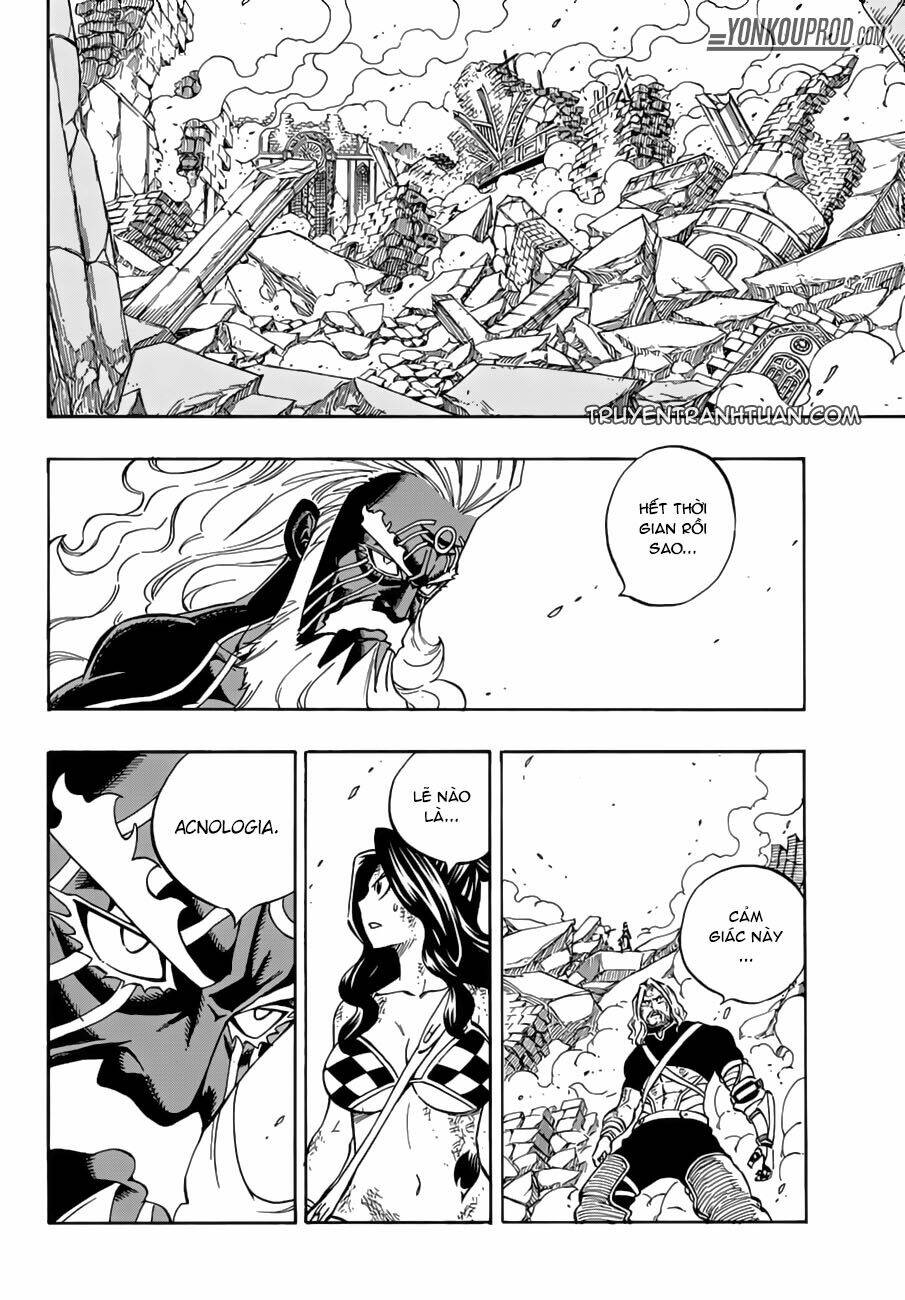 =YONKOUPROD.com
TRUYENTRANHTUAN.COM
HẾT THỜI
GIAN RỒI
SAO...
ACNOLOGIA.
LẼ NÀO
LÀ...
CẢM
GIÁC NÀY
...